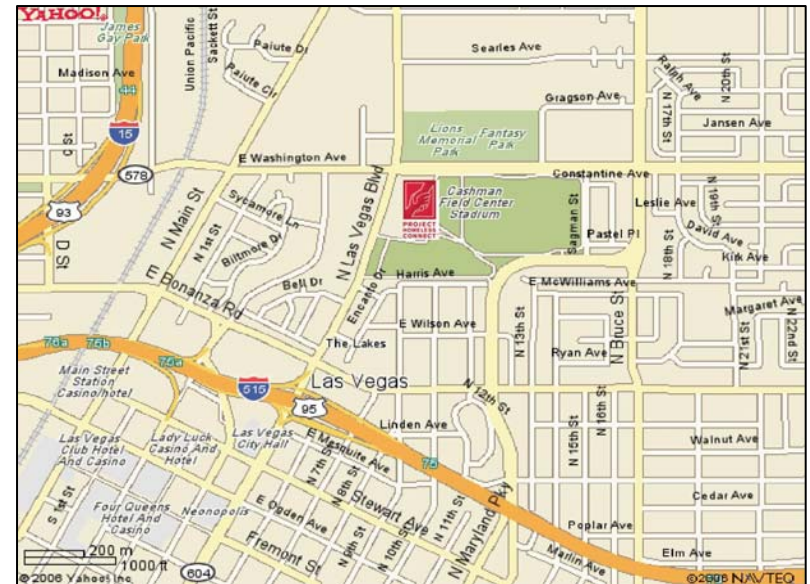 YAHOO!
James
Gay Park
Madison Ave
44
15
578
93
D St
D St
Union Pacific
Sackett St
Paiute Dr
Paiute Cir
Searles Ave
Gragson Ave
Ralph Ave
N 17th St
N 20th St
Jansen Ave
Lions
Memorial
Park
Fantasy
Park
E Washington Ave
Constantine Ave
N Main St
N 1st St
Sycamore Ln
Biltmore Dr
Bell Dr
N Las Vegas Blvd
PROJECT
HOMELESS
CONNECT
Cashman
Field Center
Stadium
Sagman St
Leslie Ave
N 19th St
David Ave
Pastel Pl
Kirk Ave
N 18th St
E Bonanza Rd
Encanto Dr
Harris Ave
E McWilliams Ave
Margaret Ave
E Wilson Ave
N 13th St
N Bruce St
Ryan Ave
N 21st St
N 22nd St
The Lakes
76a
76b
75a
Main Street
Station
Casino/hotel
515
95
Las Vegas
N 12th St
Linden Ave
N 15th St
N 16th St
Walnut Ave
Las Vegas
Club Hotel
And Casino
Lady Luck
Casino And
Hotel
Las Vegas
City Hall
E Mesquite Ave
75
N 7th St
N 8th St
Stewart Ave
Cedar Ave
S 1st St
Four Queens
Hotel And
Casino
Neonopolis
E Ogden Ave
N 9th St
N 10th St
N 11th St
N Maryland Pky
Poplar Ave
Fremont St
Marlin Ave
Elm Ave
200 m
1000 ft
604
© 2006 Yahoo! Inc
©2006 NAVTEQ